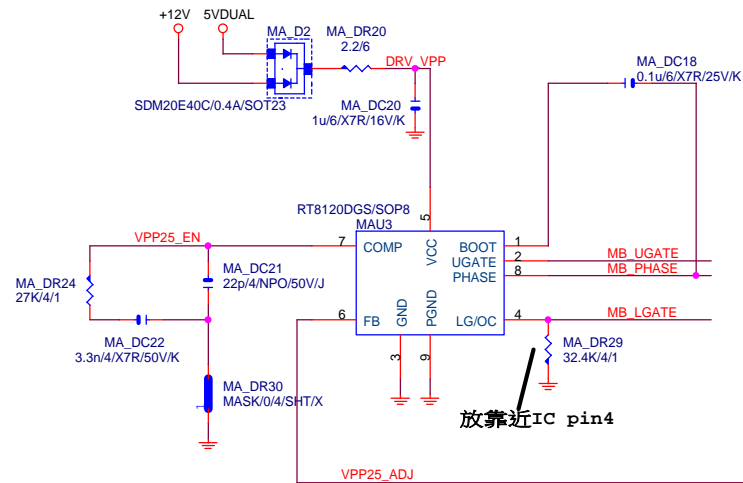 +12V
5VDUAL
MA_D2
SDM20E40C/0.4A/SOT23
MA_DR20
2.2/6
DRV_VPP
MA_DC20
1u/6/X7R/16V/K
MA_DC18
0.1u/6/X7R/25V/K
RT8120DGS/SOP8
MAU3
VPP25_EN
MA_DR24
27K/4/1
MA_DC21
22p/4/NPO/50V/J
MA_DC22
3.3n/4/X7R/50V/K
MA_DR30
MASK/0/4/SHT/X
1
7
COMP
5
VCC
BOOT
1
UGATE
2
MB_UGATE
PHASE
8
MB_PHASE
6
FB
GND
3
PGND
9
LG/OC
4
MB_LGATE
MA_DR29
32.4K/4/1
放靠近IC pin4
VPP25_ADJ